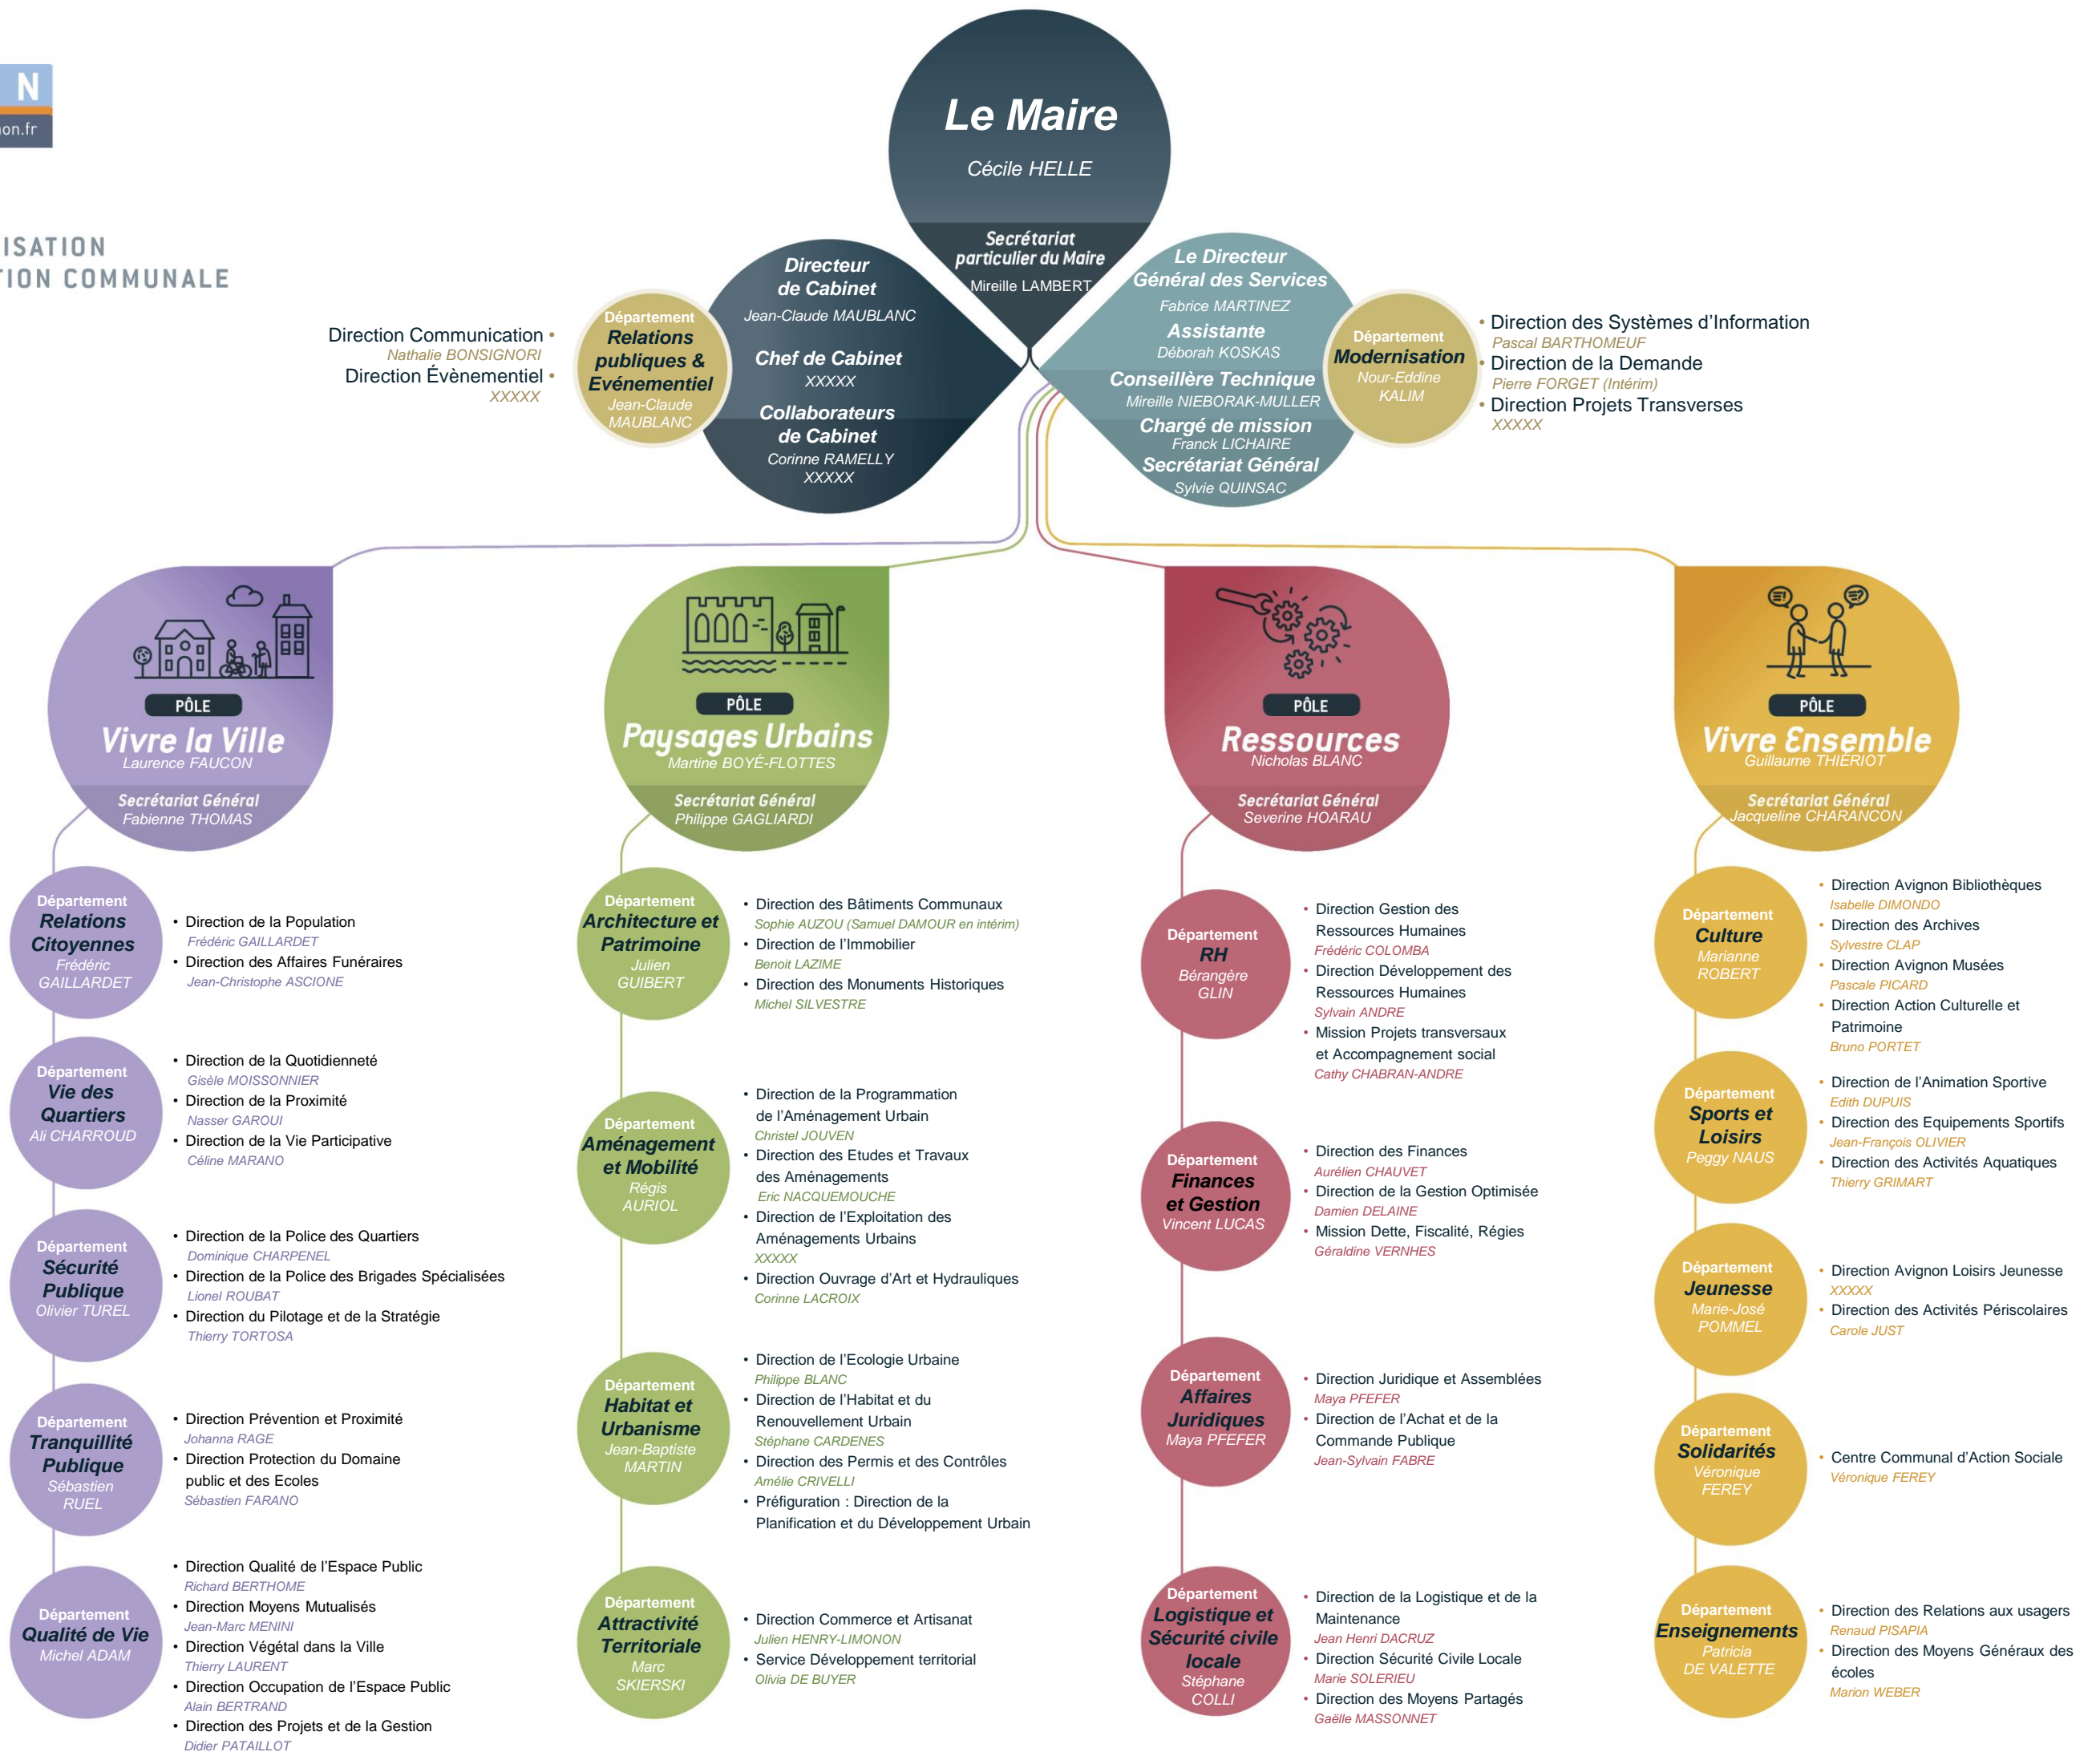 N
on.fr
ISATION
TION COMMUNALE
Le Maire
Cécile HELLE
Secrétariat
particulier du Maire
Mireille LAMBERT
Direction Communication •
Nathalie BONSIGNORI
Direction Évènementiel •
XXXXX
Département
Relations
publiques &
Evénementiel
Jean-Claude
MAUBLANC
Directeur
de Cabinet
Jean-Claude MAUBLANC
Chef de Cabinet
XXXXX
Collaborateurs
de Cabinet
Corinne RAMELLY
XXXXX
Le Directeur
Général des Services
Fabrice MARTINEZ
Assistante
Déborah KOSKAS
Conseillère Technique
Mireille NIEBORAK-MULLER
Chargé de mission
Franck LICHAIRE
Secrétariat Général
Sylvie QUINSAC
Département
Modernisation
Nour-Eddine
KALIM
• Direction des Systèmes d’Information
Pascal BARTHOMEUF
• Direction de la Demande
Pierre FORGET (Intérim)
• Direction Projets Transverses
XXXXX
PÔLE
Vivre la Ville
Laurence FAUCON
Secrétariat Général
Fabienne THOMAS
Département
Relations
Citoyennes
Frédéric
GAILLARDET
• Direction de la Population
Frédéric GAILLARDET
• Direction des Affaires Funéraires
Jean-Christophe ASCIONE
Département
Vie des
Quartiers
Ali CHARROUD
• Direction de la Quotidienneté
Gisèle MOISSONNIER
• Direction de la Proximité
Nasser GAROUI
• Direction de la Vie Participative
Céline MARANO
Département
Sécurité
Publique
Olivier TUREL
• Direction de la Police des Quartiers
Dominique CHARPENEL
• Direction de la Police des Brigades Spécialisées
Lionel ROUBAT
• Direction du Pilotage et de la Stratégie
Thierry TORTOSA
Département
Tranquillité
Publique
Sébastien
RUEL
• Direction Prévention et Proximité
Johanna RAGE
• Direction Protection du Domaine
public et des Ecoles
Sébastien FARANO
Département
Qualité de Vie
Michel ADAM
• Direction Qualité de l’Espace Public
Richard BERTHOME
• Direction Moyens Mutualisés
Jean-Marc MENINI
• Direction Végétal dans la Ville
Thierry LAURENT
• Direction Occupation de l’Espace Public
Alain BERTRAND
• Direction des Projets et de la Gestion
Didier PATAILLOT
PÔLE
Paysages Urbains
Martine BOYÉ-FLOTTES
Secrétariat Général
Philippe GAGLIARDI
Département
Architecture et
Patrimoine
Julien
GUIBERT
• Direction des Bâtiments Communaux
Sophie AUZOU (Samuel DAMOUR en intérim)
• Direction de l’Immobilier
Benoit LAZIME
• Direction des Monuments Historiques
Michel SILVESTRE
Département
Aménagement
et Mobilité
Régis
AURIOL
• Direction de la Programmation
de l’Aménagement Urbain
Christel JOUVEN
• Direction des Etudes et Travaux
des Aménagements
Eric NACQUEMOUCHE
• Direction de l’Exploitation des
Aménagements Urbains
XXXXX
• Direction Ouvrage d’Art et Hydrauliques
Corinne LACROIX
Département
Habitat et
Urbanisme
Jean-Baptiste
MARTIN
• Direction de l’Ecologie Urbaine
Philippe BLANC
• Direction de l’Habitat et du
Renouvellement Urbain
Stéphane CARDENES
• Direction des Permis et des Contrôles
Amélie CRIVELLI
• Préfiguration : Direction de la
Planification et du Développement Urbain
Département
Attractivité
Territoriale
Marc
SKIERSKI
• Direction Commerce et Artisanat
Julien HENRY-LIMONON
• Service Développement territorial
Olivia DE BUYER
PÔLE
Ressources
Nicholas BLANC
Secrétariat Général
Severine HOARAU
Département
RH
Bérangère
GLIN
• Direction Gestion des
Ressources Humaines
Frédéric COLOMBA
• Direction Développement des
Ressources Humaines
Sylvain ANDRE
• Mission Projets transversaux
et Accompagnement social
Cathy CHABRAN-ANDRE
Département
Finances
et Gestion
Vincent LUCAS
• Direction des Finances
Aurélien CHAUVET
• Direction de la Gestion Optimisée
Damien DELAINE
• Mission Dette, Fiscalité, Régies
Géraldine VERNHES
Département
Affaires
Juridiques
Maya PFEFER
• Direction Juridique et Assemblées
Maya PFEFER
• Direction de l’Achat et de la
Commande Publique
Jean-Sylvain FABRE
Département
Logistique et
Sécurité civile
locale
Stéphane
COLLI
• Direction de la Logistique et de la
Maintenance
Jean Henri DACRUZ
• Direction Sécurité Civile Locale
Marie SOLERIEU
• Direction des Moyens Partagés
Gaëlle MASSONNET
PÔLE
Vivre Ensemble
Guillaume THIERIOT
Secrétariat Général
Jacqueline CHARANCON
Département
Culture
Marianne
ROBERT
• Direction Avignon Bibliothèques
Isabelle DIMONDO
• Direction des Archives
Sylvestre CLAP
• Direction Avignon Musées
Pascale PICARD
• Direction Action Culturelle et
Patrimoine
Bruno PORTET
Département
Sports et
Loisirs
Peggy NAUS
• Direction de l’Animation Sportive
Edith DUPUIS
• Direction des Equipements Sportifs
Jean-François OLIVIER
• Direction des Activités Aquatiques
Thierry GRIMART
Département
Jeunesse
Marie-José
POMMEL
• Direction Avignon Loisirs Jeunesse
XXXXX
• Direction des Activités Périscolaires
Carole JUST
Département
Solidarités
Véronique
FEREY
• Centre Communal d’Action Sociale
Véronique FEREY
Département
Enseignements
Patricia
DE VALETTE
• Direction des Relations aux usagers
Renaud PISAPIA
• Direction des Moyens Généraux des
écoles
Marion WEBER